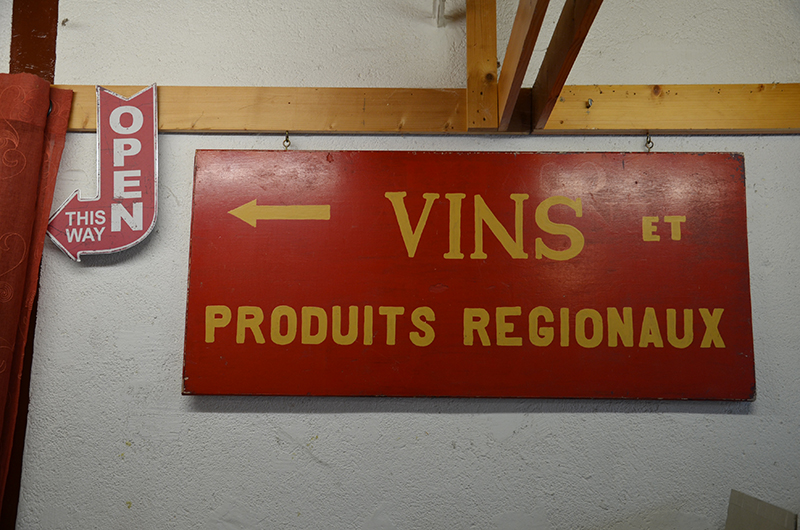 OPEN
THIS
WAY
← VINS ET
PRODUITS REGIONAUX